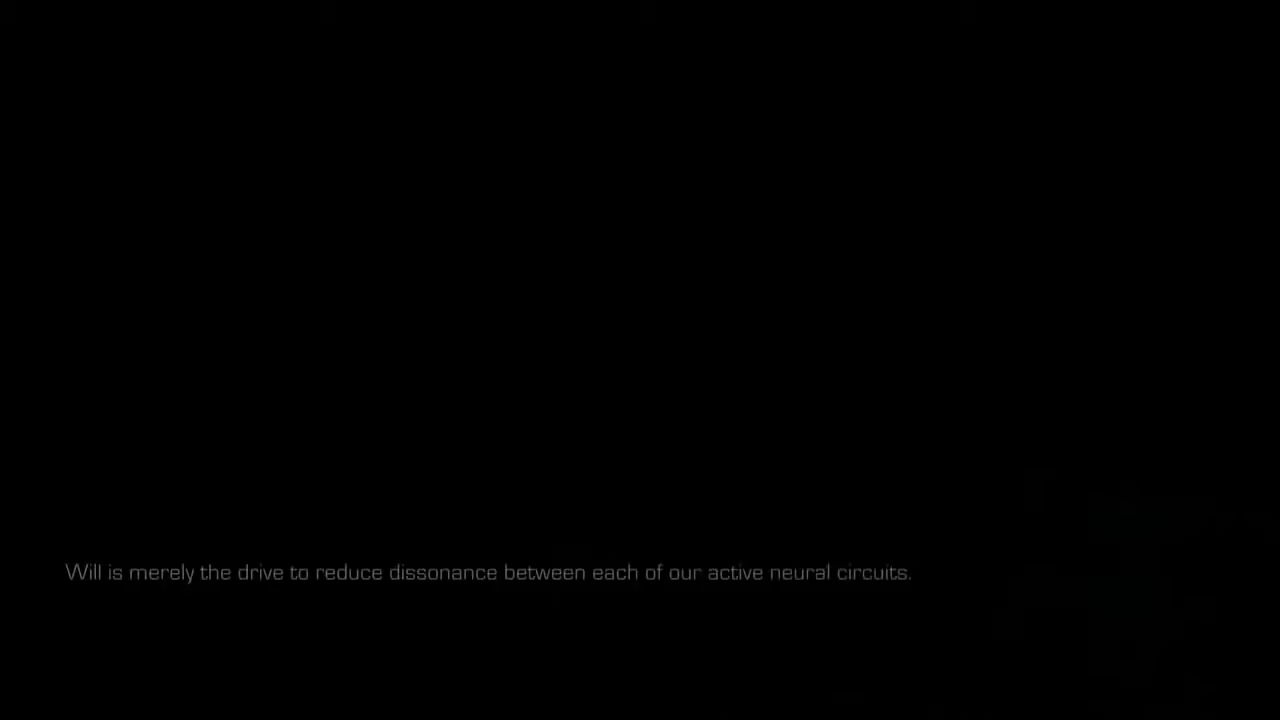 Will is merely the drive to reduce dissonance between each of our active neural circuits.